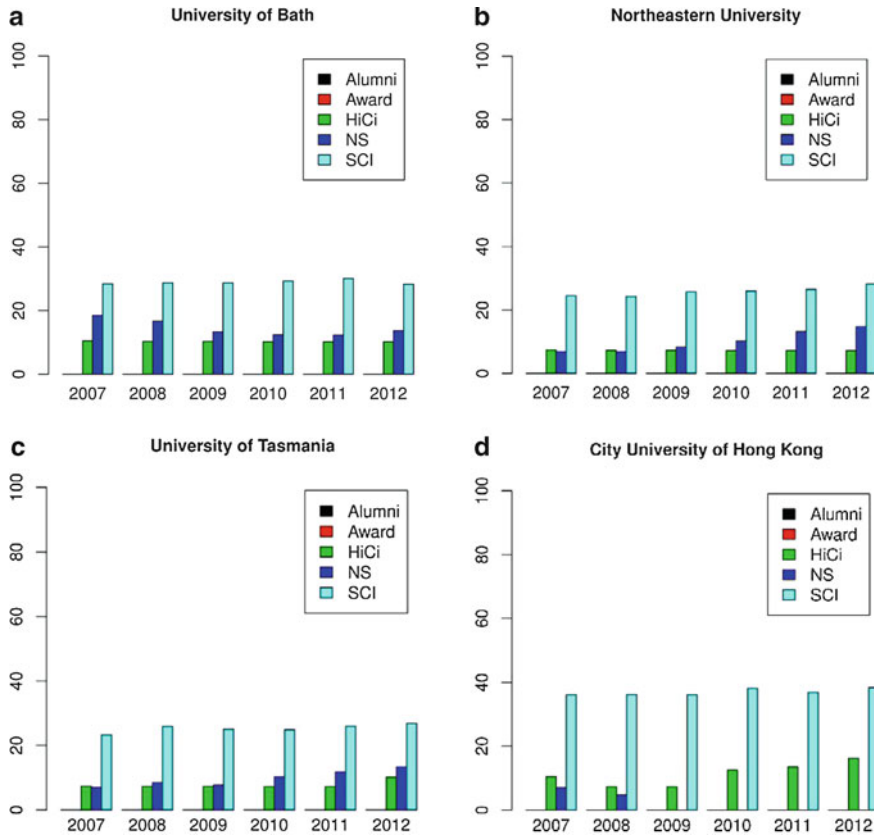 a
University of Bath
100
80
60
40
20
0
Alumni
Award
HiCi
NS
SCI
2007 2008 2009 2010 2011 2012
b
Northeastern University
100
80
60
40
20
0
Alumni
Award
HiCi
NS
SCI
2007 2008 2009 2010 2011 2012
c
University of Tasmania
100
80
60
40
20
0
Alumni
Award
HiCi
NS
SCI
2007 2008 2009 2010 2011 2012
d
City University of Hong Kong
100
80
60
40
20
0
Alumni
Award
HiCi
NS
SCI
2007 2008 2009 2010 2011 2012